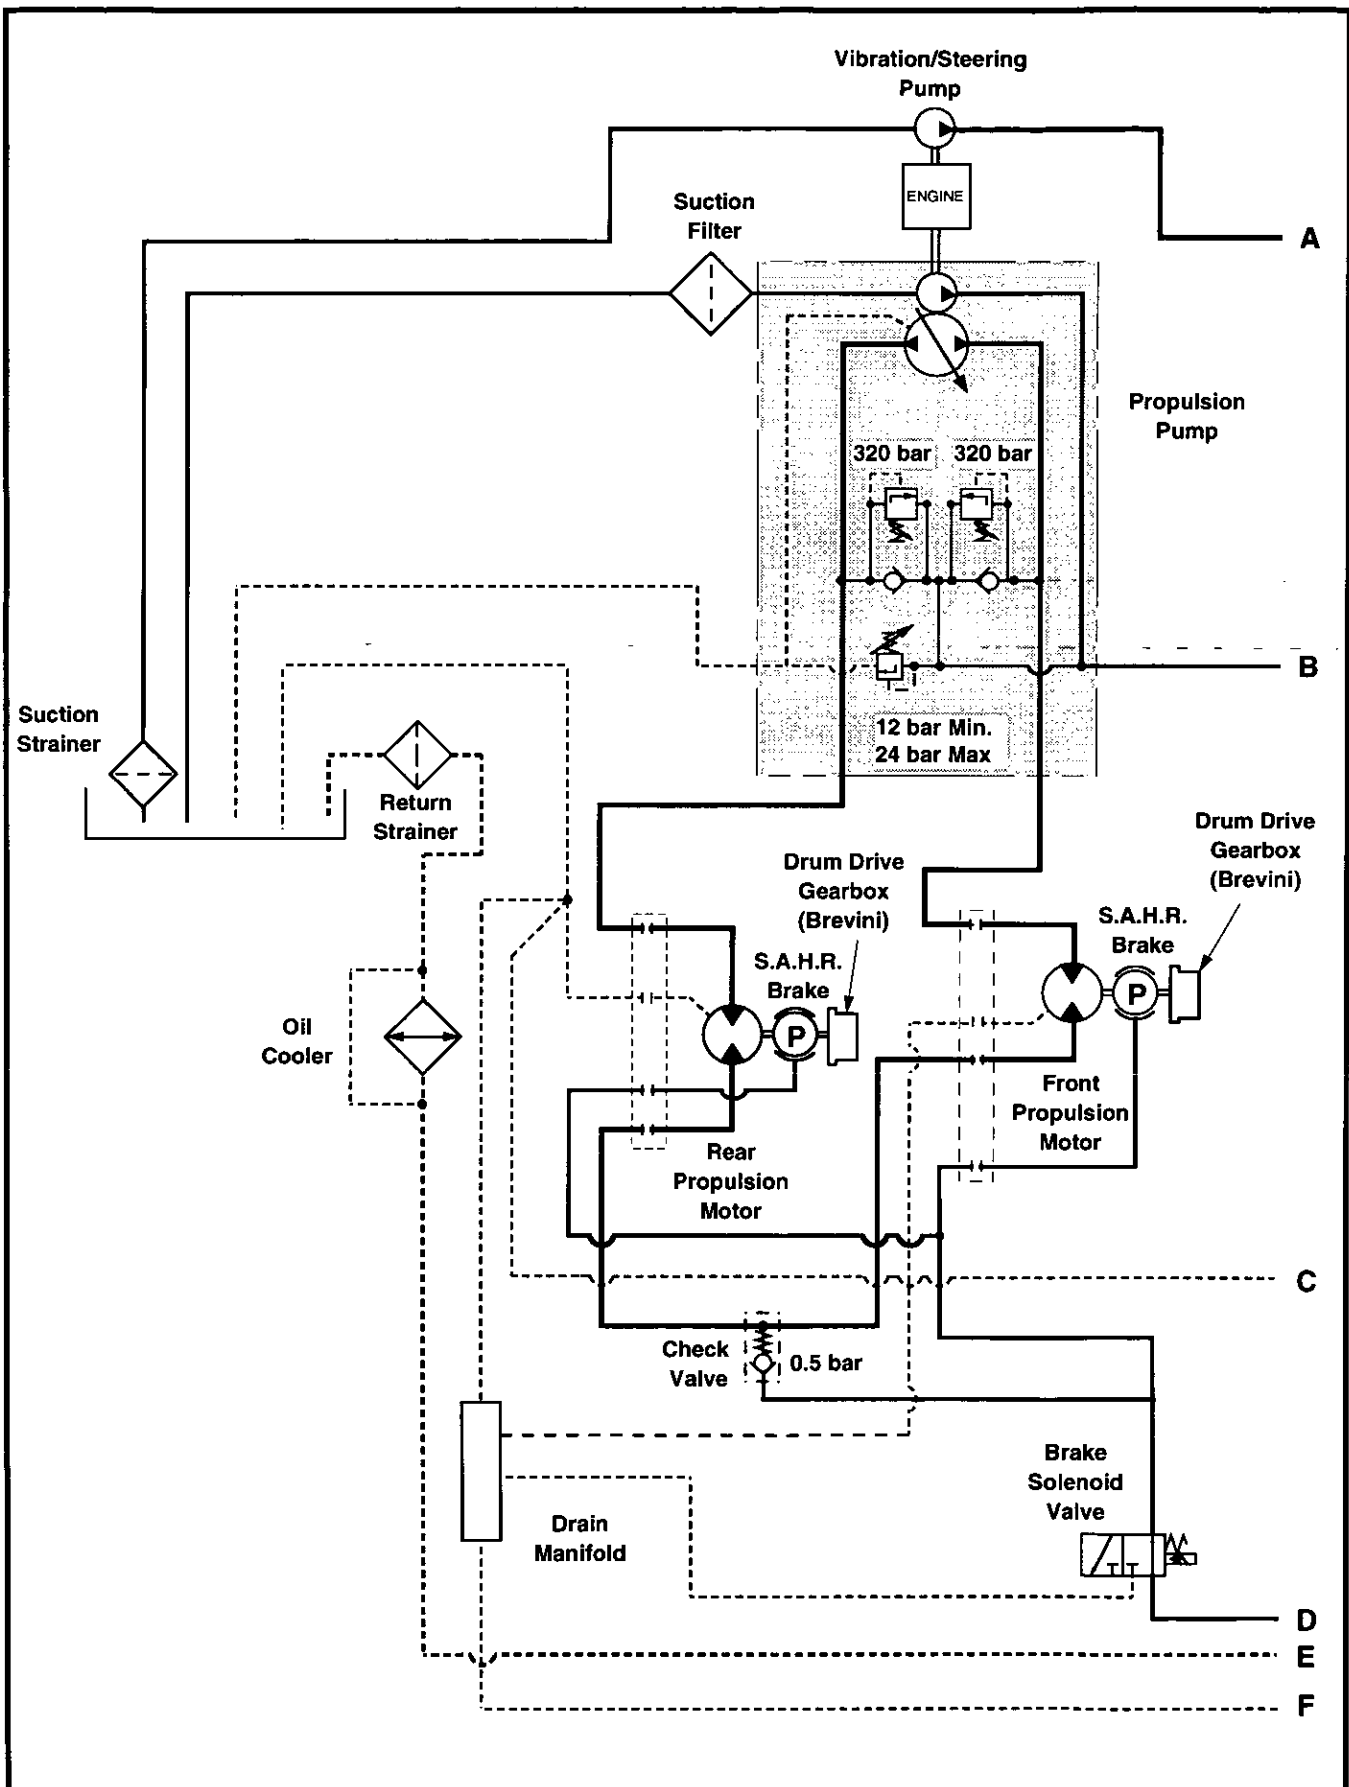 Vibration/Steering
Pump
ENGINE
Suction
Filter
A
Propulsion
Pump
320 bar
320 bar
B
12 bar Min.
24 bar Max
Suction
Strainer
Return
Strainer
Drum Drive
Gearbox
(Brevini)
Drum Drive
Gearbox
(Brevini)
S.A.H.R.
Brake
S.A.H.R.
Brake
P
P
Oil
Cooler
Front
Propulsion
Motor
Rear
Propulsion
Motor
C
Check
Valve
0.5 bar
Brake
Solenoid
Valve
Drain
Manifold
D
E
F